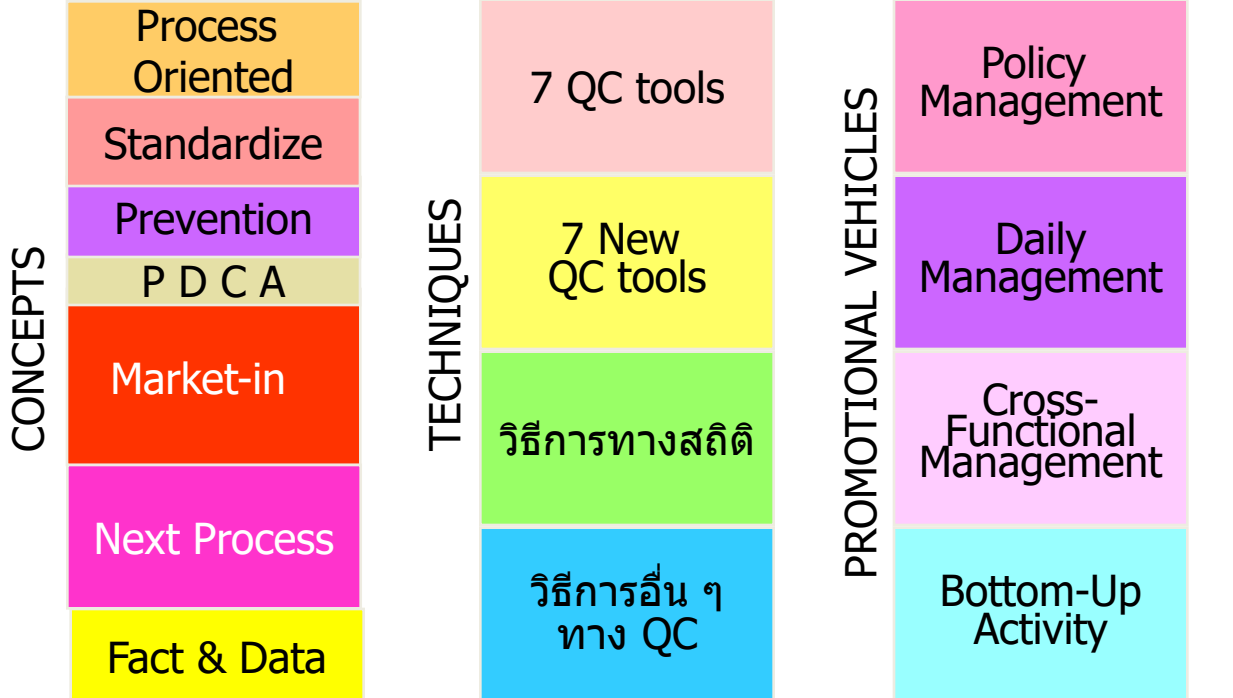 CONCEPTS
Process
Oriented
Standardize
Prevention
P D C A
Market-in
Next Process
Fact & Data
TECHNIQUES
7 QC tools
7 New
QC tools
วิธีการทางสถิติ
วิธีการอื่น ๆ
ทาง QC
PROMOTIONAL VEHICLES
Policy
Management
Daily
Management
Cross-
Functional
Management
Bottom-Up
Activity